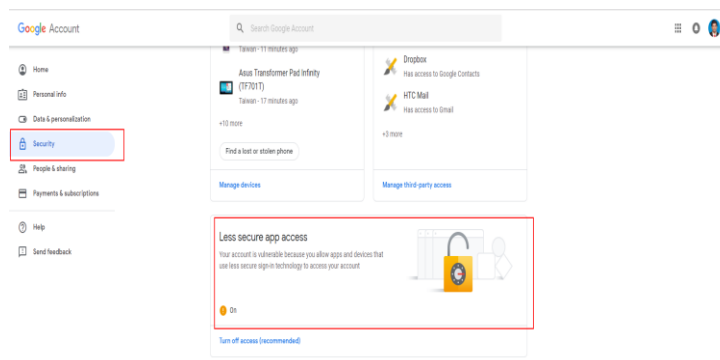 Google Account
Search Google Account
Home
Personal info
Data & personalization
Security
People & sharing
Payments & subscriptions
Help
Send feedback
Taiwan - 11 minutes ago
Asus Transformer Pad Infinity
(TF701T)
Taiwan - 17 minutes ago
+10 more
Find a lost or stolen phone
Manage devices
Dropbox
Has access to Google Contacts
HTC Mail
Has access to Gmail
+3 more
Manage third-party access
Less secure app access
Your account is vulnerable because you allow apps and devices that
use less secure sign-in technology to access your account
On
Turn off access (recommended)